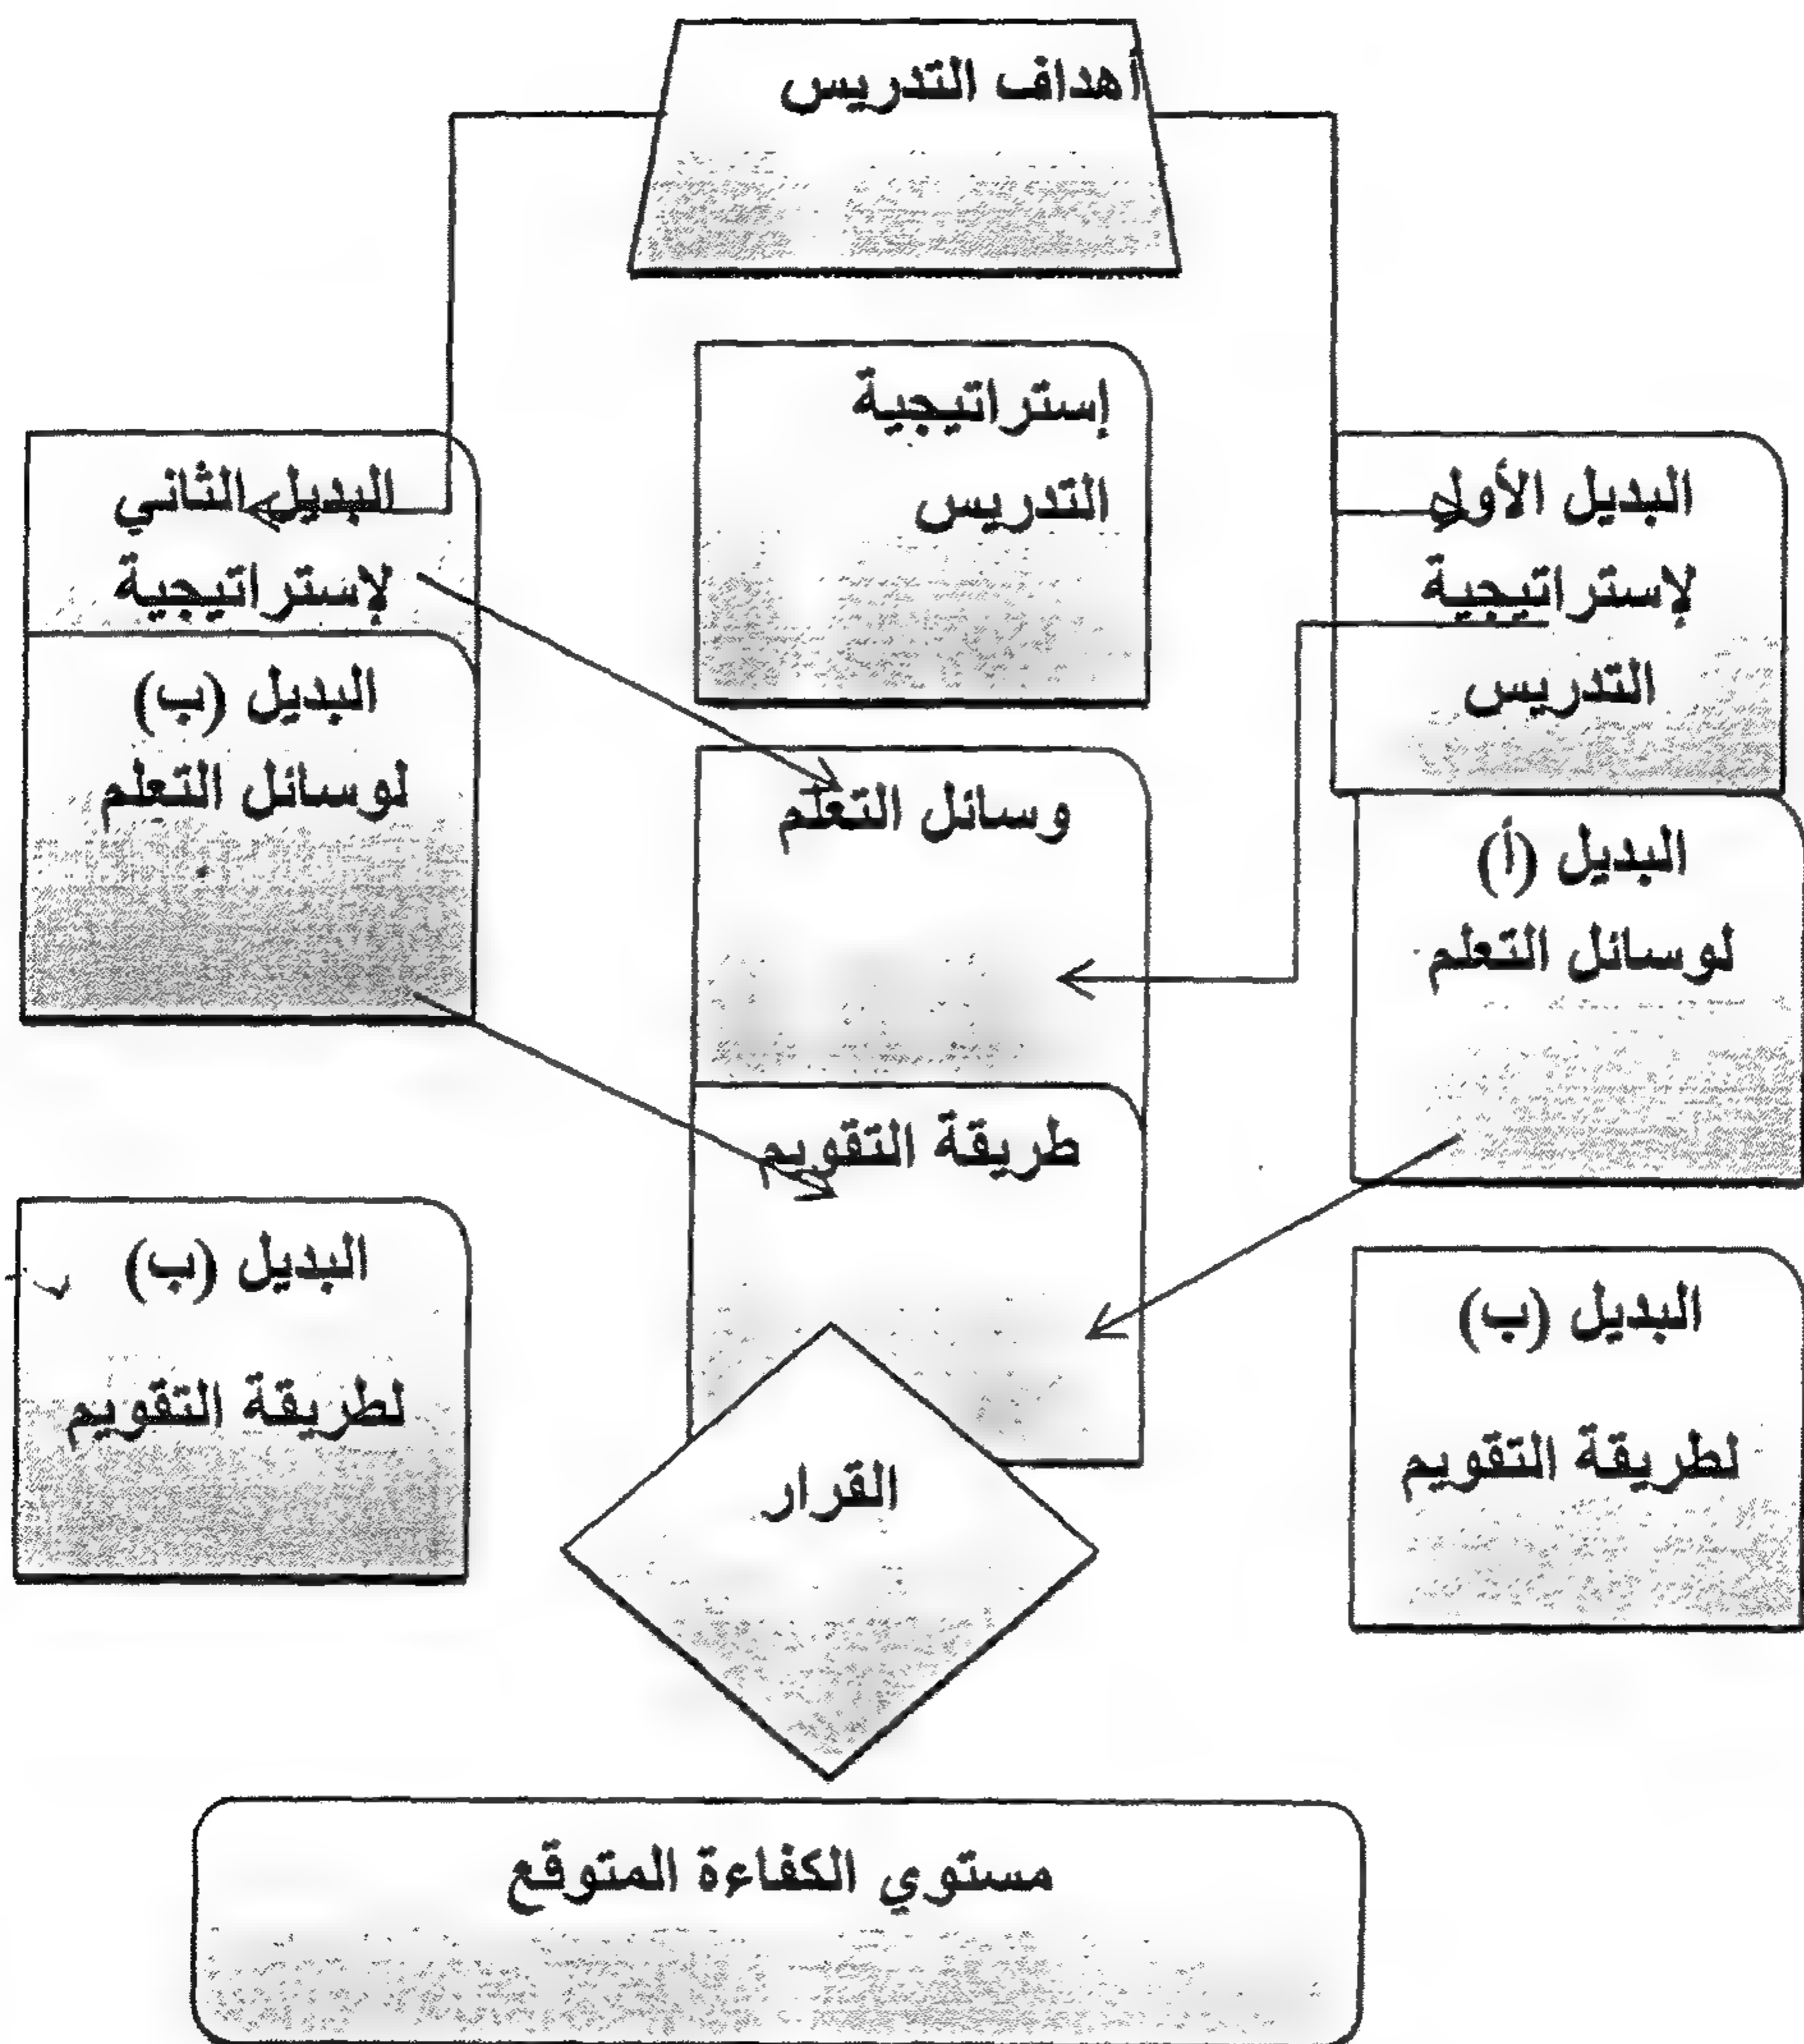 أهداف التدريس
إستراتيجية
التدريس
البديل الأول
لإستراتيجية
التدريس
البديل الثاني
لإستراتيجية
وسائل التعلم
البديل (أ)
لوسائل التعلم
البديل (ب)
لوسائل التعلم
طريقة التقويم
البديل (ب)
لطريقة التقويم
البديل (ب)
لطريقة التقويم
القرار
مستوي الكفاءة المتوقع